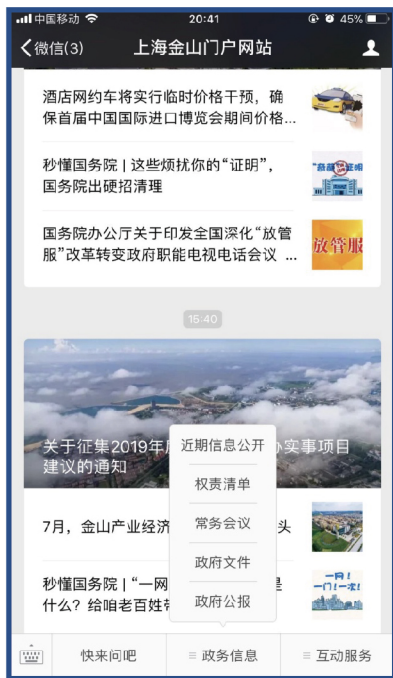 中国移动 20:41 45%
微信(3) 上海金山门户网站
酒店网约车将实行临时价格干预，确
保首届中国国际进口博览会期间价格...
秒懂国务院 | 这些烦扰你的“证明”，
国务院出硬招清理
国务院办公厅关于印发全国深化“放管
服”改革转变政府职能电视电话会议 ...
放管服
15:40
关于征集2019年
办实事项目
建议的通知
7月，金山产业经济
头
秒懂国务院 | “一网
是
什么？给咱老百姓
一网！
一门！一次！
近期信息公开
权责清单
常务会议
政府文件
政府公报
快来问吧 政务信息 互动服务